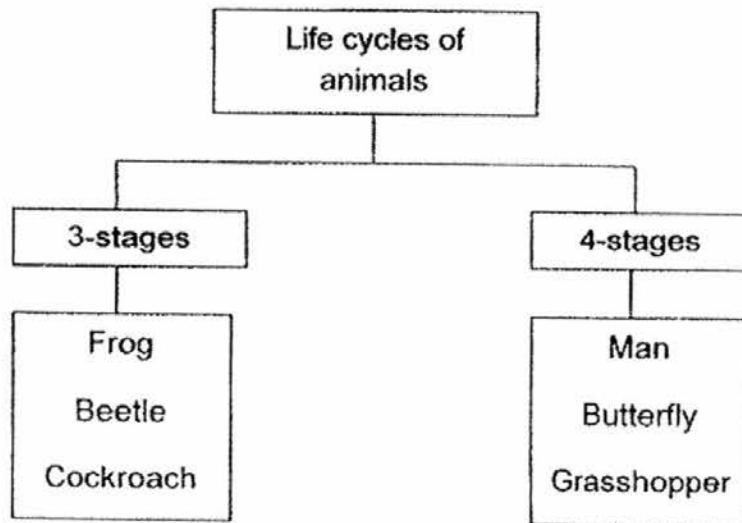 Life cycles of
animals
3-stages
4-stages
Frog
Beetle
Cockroach
Man
Butterfly
Grasshopper